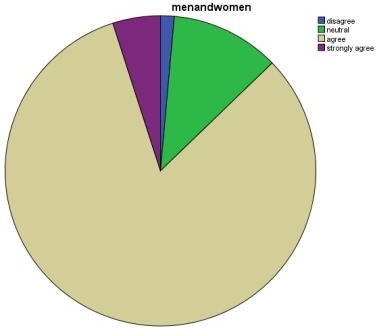 menandwomen
disagree
neutral
agree
strongly agree